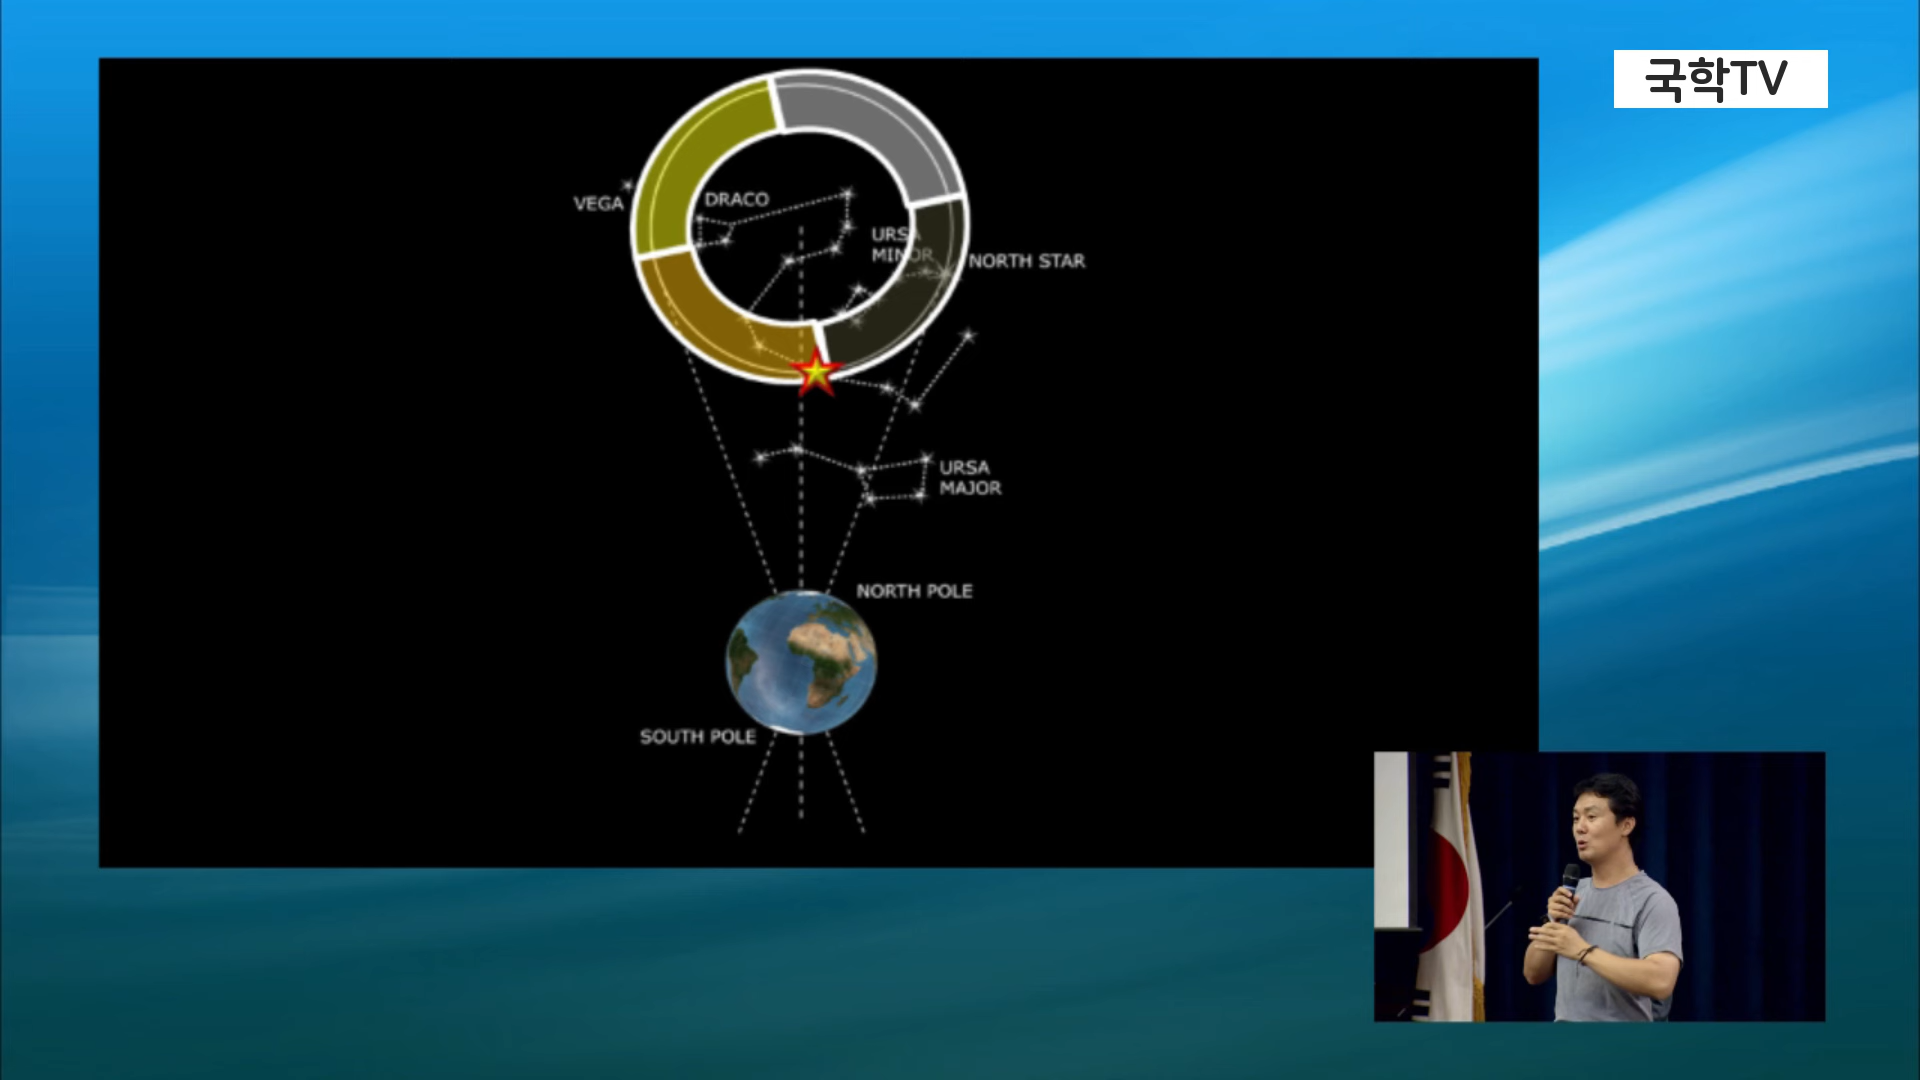 국학TV
VEGA
DRACO
URSA
MINOR
NORTH STAR
URSA
MAJOR
NORTH POLE
SOUTH POLE